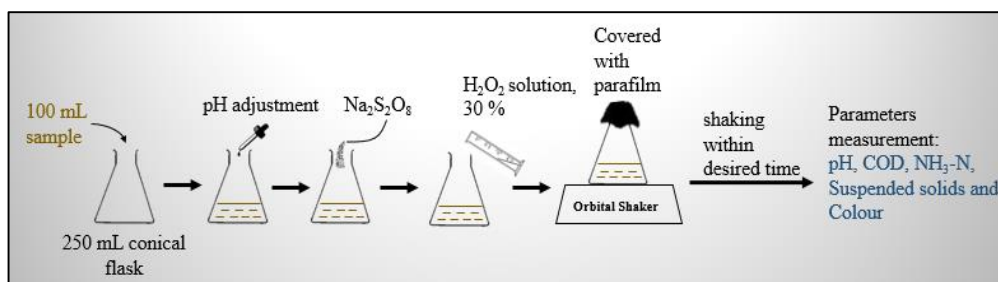 100 mL
sample
250 mL conical
flask
pH adjustment
Na₂S₂O₈
H₂O₂ solution,
30 %
Covered
with
parafilm
Orbital Shaker
shaking
within
desired time
Parameters
measurement:
pH, COD, NH₃-N,
Suspended solids and
Colour